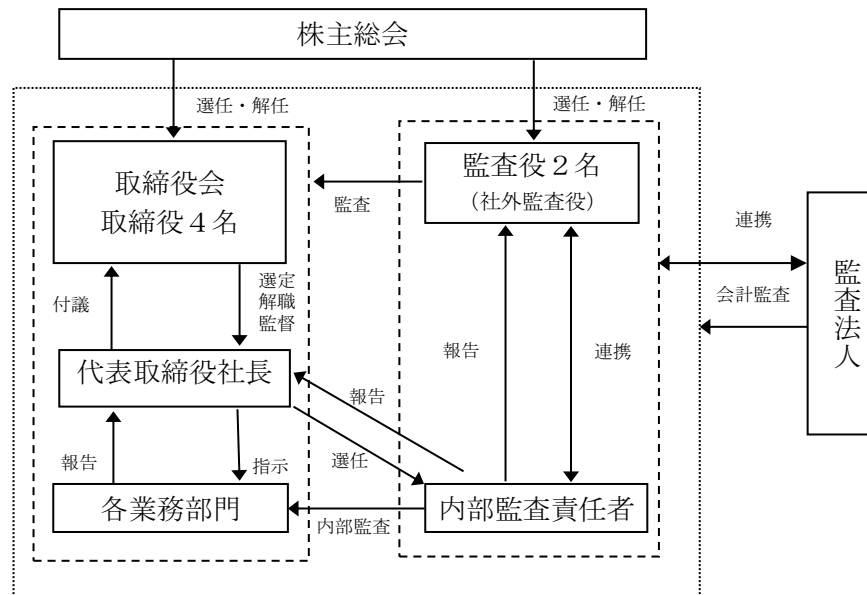 株主総会
選任・解任
選任・解任
取締役会
取締役４名
監査役２名
（社外監査役）
監査
連携
監査法人
会計監査
付議
選定
解職
監督
報告
連携
代表取締役社長
報告
報告
指示
選任
各業務部門
内部監査
内部監査責任者